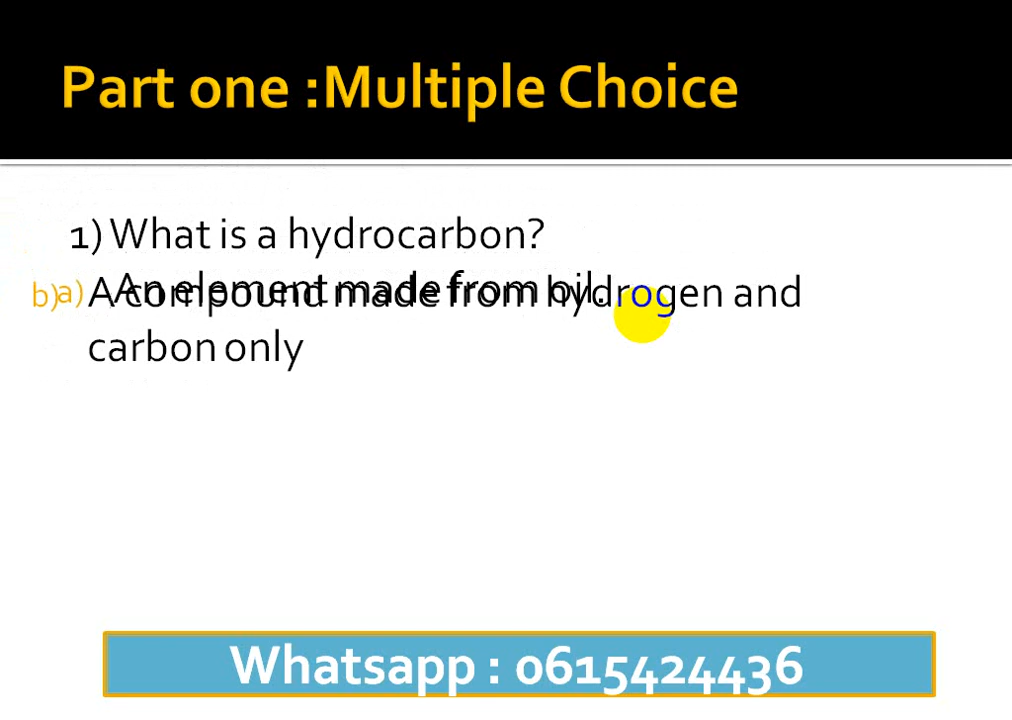 Part one :Multiple Choice
1) What is a hydrocarbon?
a) An element made from oil.
b) A compound made from hydrogen and
carbon only
Whatsapp : 0615424436